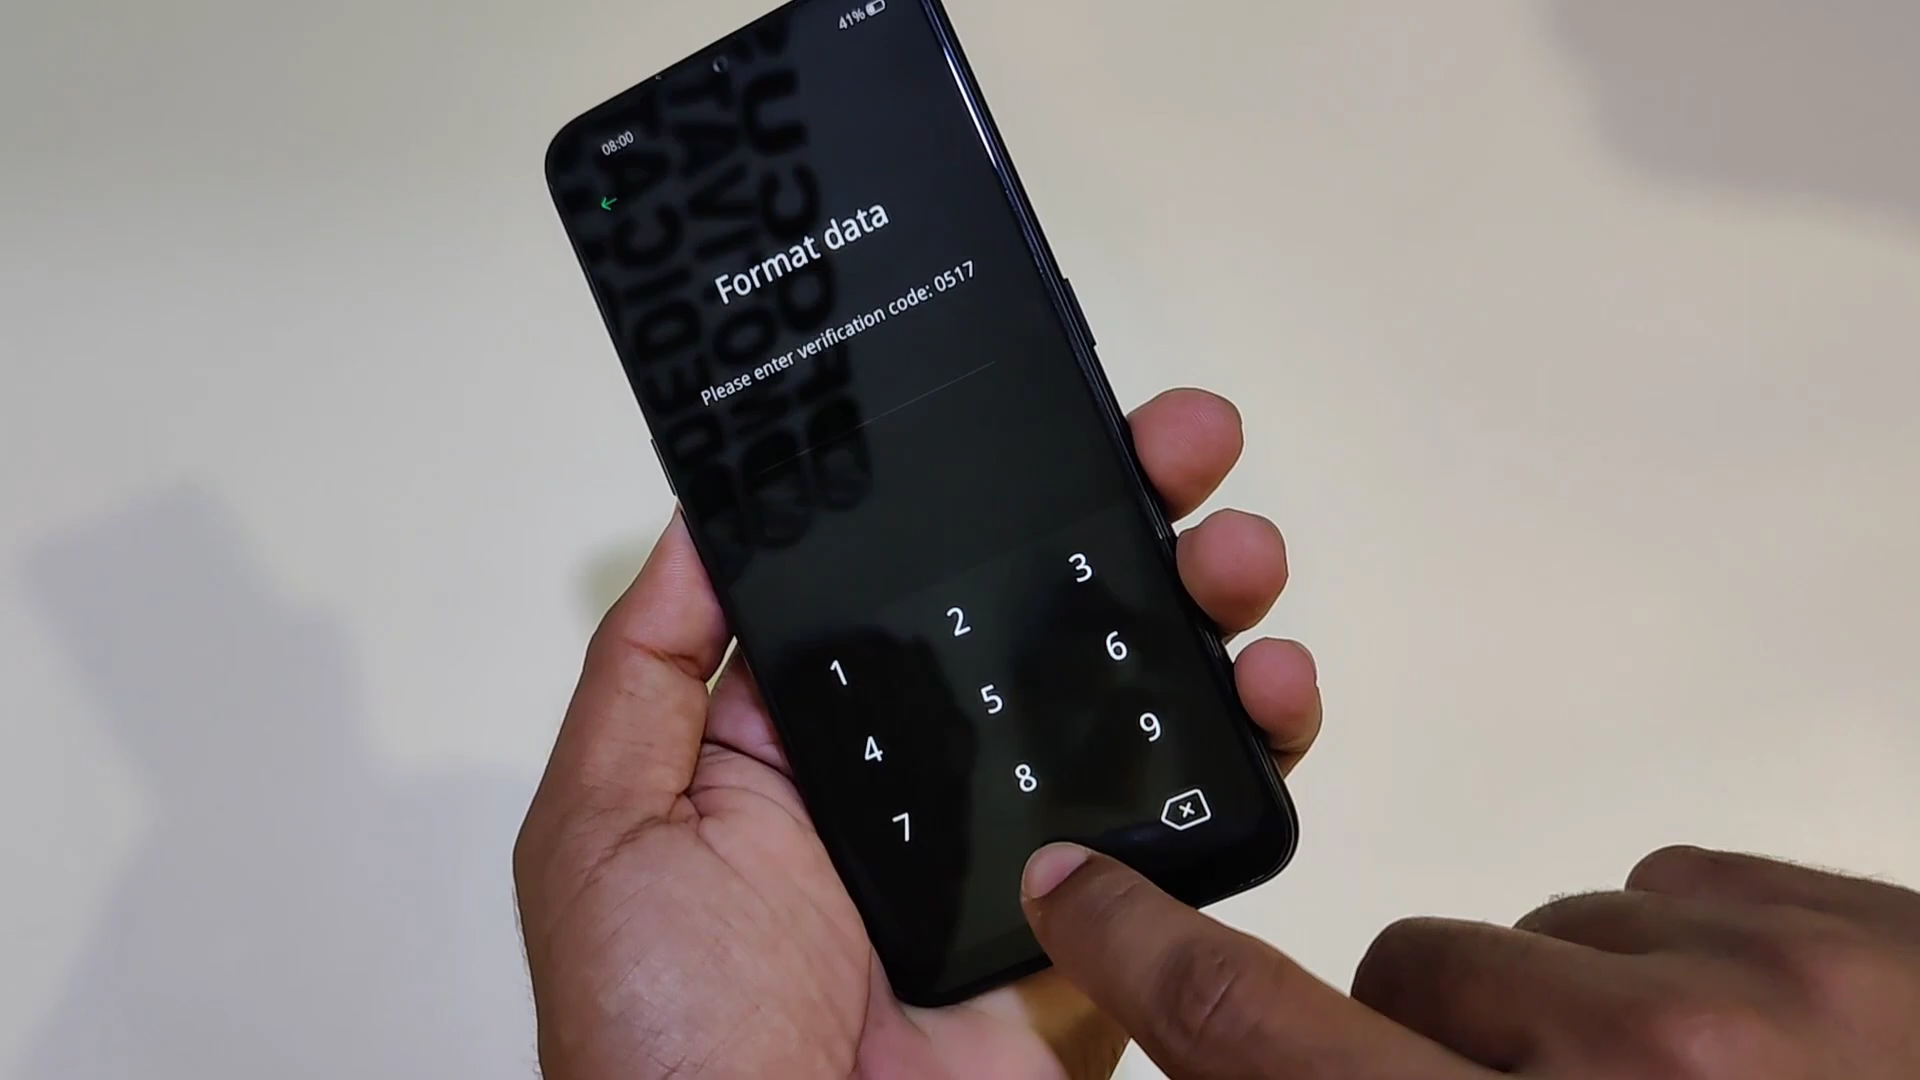 08:00 41%
Format data
Please enter verification code: 0517
1 2 3
4 5 6
7 8 9